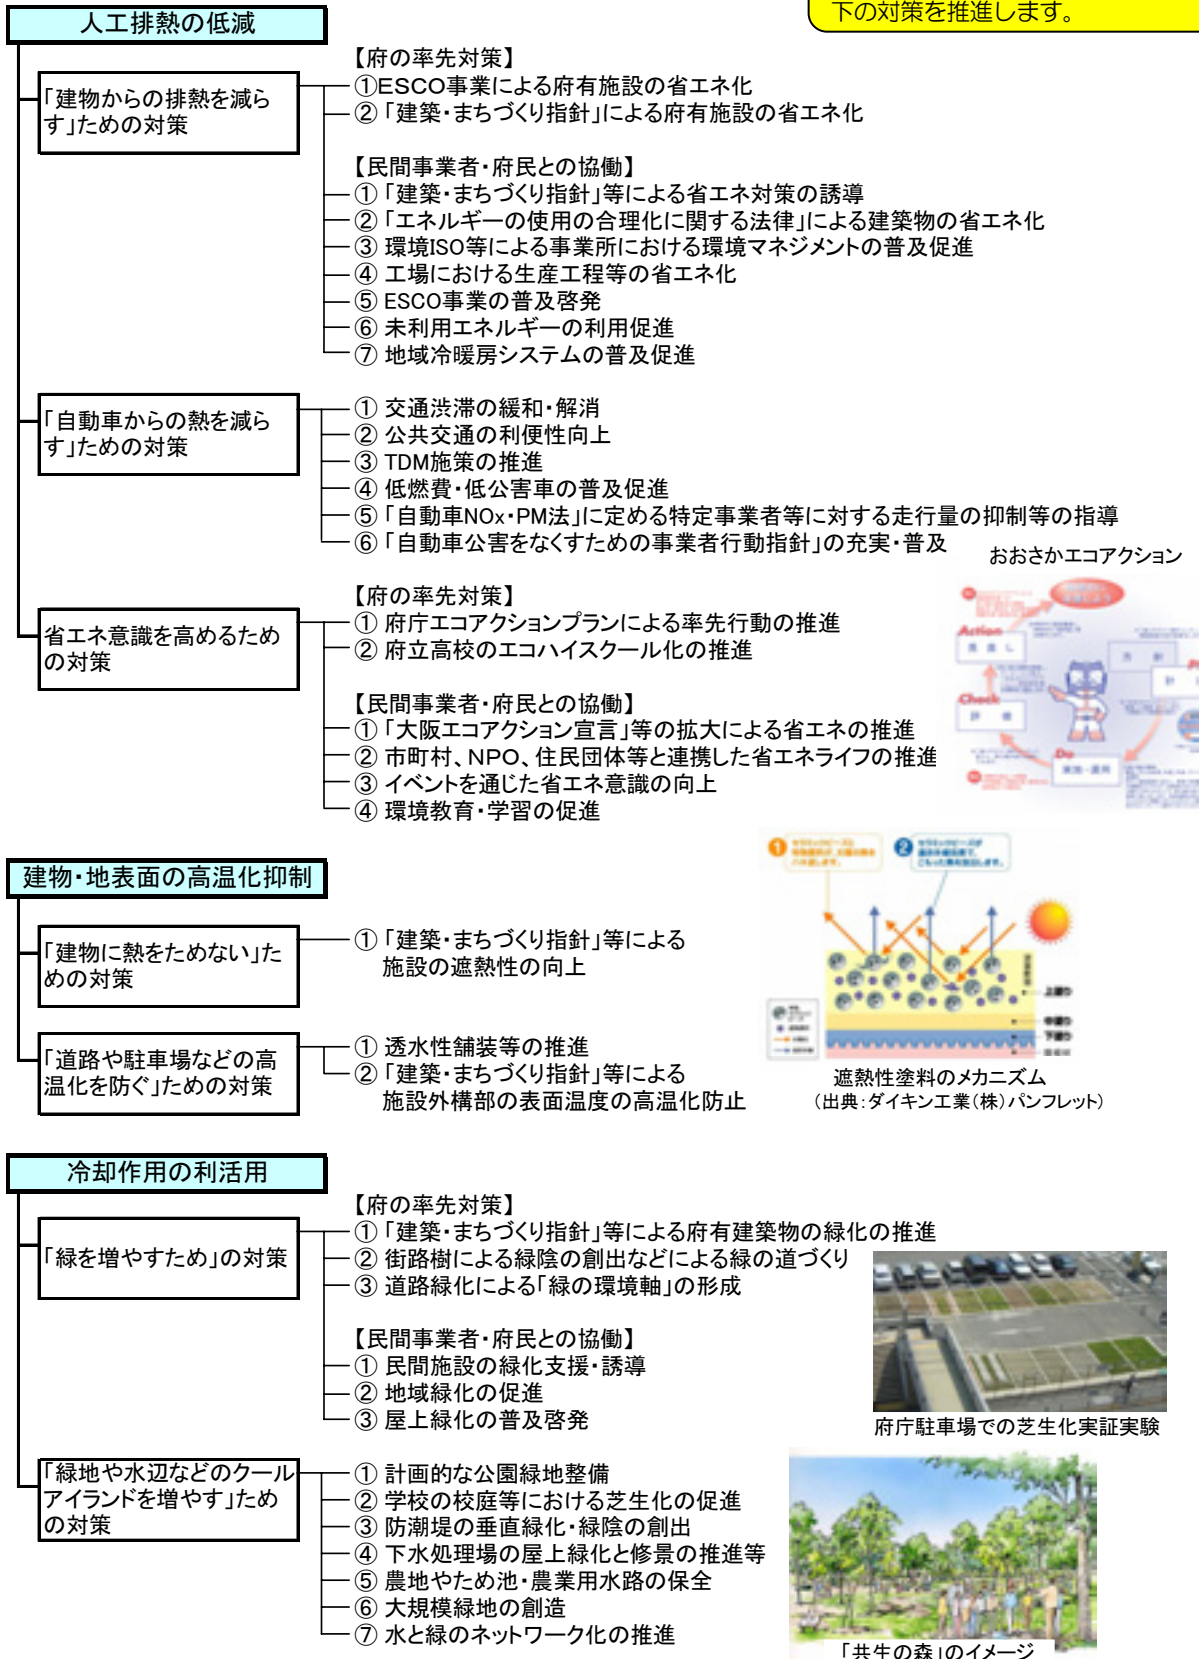 下の対策を推進します。
人工排熱の低減
「建物からの排熱を減ら
す」ための対策
【府の率先対策】
①ESCO事業による府有施設の省エネ化
②「建築・まちづくり指針」による府有施設の省エネ化
【民間事業者・府民との協働】
①「建築・まちづくり指針」等による省エネ対策の誘導
②「エネルギーの使用の合理化に関する法律」による建築物の省エネ化
③ 環境ISO等による事業所における環境マネジメントの普及促進
④ 工場における生産工程等の省エネ化
⑤ ESCO事業の普及啓発
⑥ 未利用エネルギーの利用促進
⑦ 地域冷暖房システムの普及促進
「自動車からの熱を減ら
す」ための対策
① 交通渋滞の緩和・解消
② 公共交通の利便性向上
③ TDM施策の推進
④ 低燃費・低公害車の普及促進
⑤「自動車NOx・PM法」に定める特定事業者等に対する走行量の抑制等の指導
⑥「自動車公害をなくすための事業者行動指針」の充実・普及
おおさかエコアクション
Action
見 直 し
方 針
計
Check
評 価
Do
実施・運用
省エネ意識を高めるため
の対策
【府の率先対策】
① 府庁エコアクションプランによる率先行動の推進
② 府立高校のエコハイスクール化の推進
【民間事業者・府民との協働】
①「大阪エコアクション宣言」等の拡大による省エネの推進
② 市町村、NPO、住民団体等と連携した省エネライフの推進
③ イベントを通じた省エネ意識の向上
④ 環境教育・学習の促進
建物・地表面の高温化抑制
「建物に熱をためない」た
めの対策
①「建築・まちづくり指針」等による
施設の遮熱性の向上
「道路や駐車場などの高
温化を防ぐ」ための対策
① 透水性舗装等の推進
②「建築・まちづくり指針」等による
施設外構部の表面温度の高温化防止
1
2
上塗り
中塗り
下塗り
遮熱性塗料のメカニズム
（出典：ダイキン工業（株）パンフレット）
冷却作用の利活用
「緑を増やすため」の対策
【府の率先対策】
①「建築・まちづくり指針」等による府有建築物の緑化の推進
② 街路樹による緑陰の創出などによる緑の道づくり
③ 道路緑化による「緑の環境軸」の形成
【民間事業者・府民との協働】
① 民間施設の緑化支援・誘導
② 地域緑化の促進
③ 屋上緑化の普及啓発
府庁駐車場での芝生化実証実験
「緑地や水辺などのクール
アイランドを増やす」ため
の対策
① 計画的な公園緑地整備
② 学校の校庭等における芝生化の促進
③ 防潮堤の垂直緑化・緑陰の創出
④ 下水処理場の屋上緑化と修景の推進等
⑤ 農地やため池・農業用水路の保全
⑥ 大規模緑地の創造
⑦ 水と緑のネットワーク化の推進
「共生の森」のイメージ